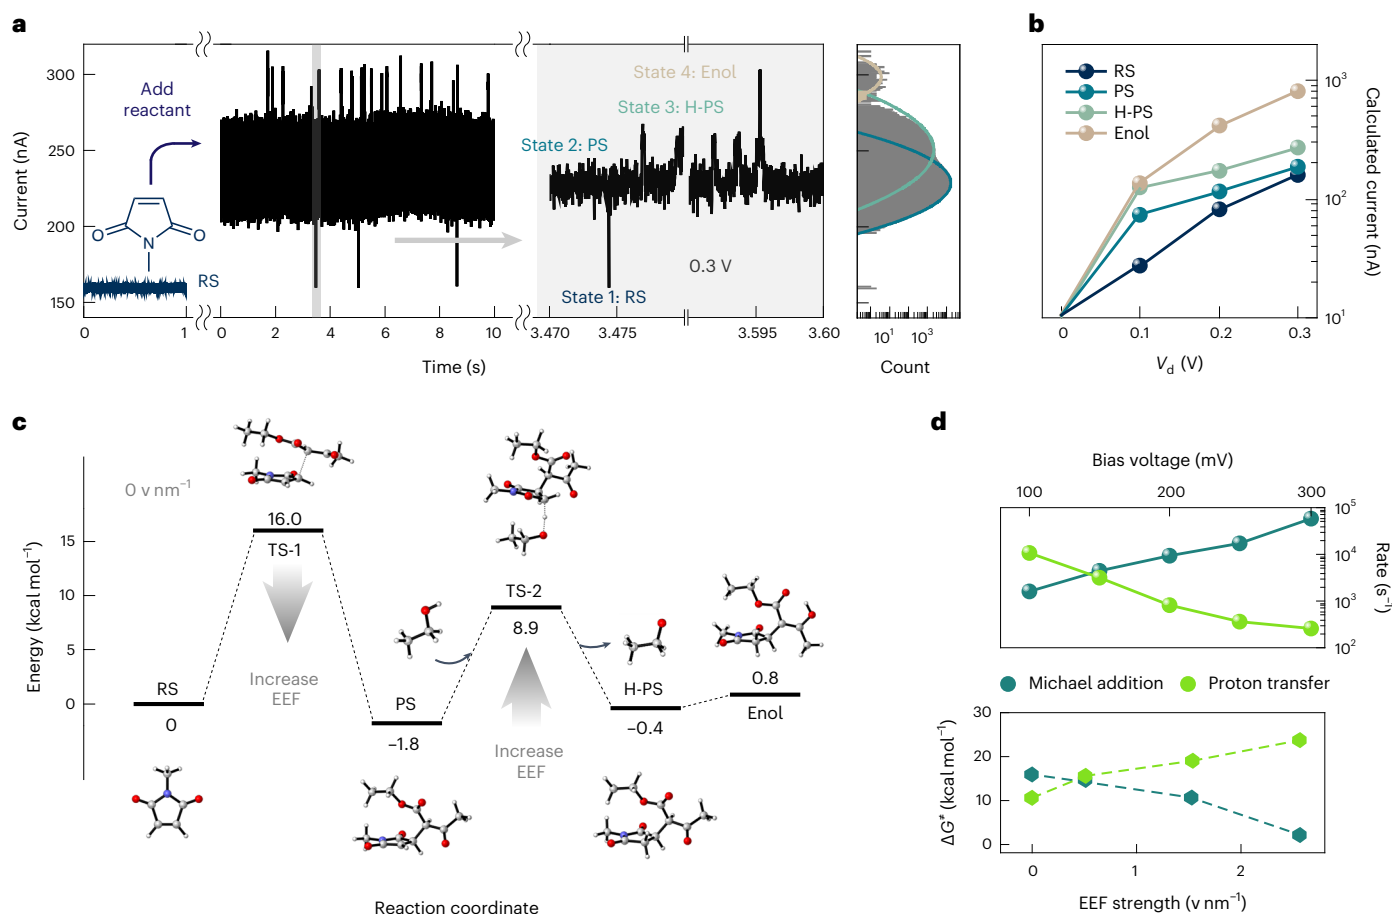 a
Current (nA)
300
250
200
150
Add
reactant
O
O
N
RS
0
1
0
2
4
6
8
10
Time (s)
State 4: Enol
State 3: H-PS
State 2: PS
0.3 V
State 1: RS
3.470
3.475
3.595
3.60
10¹
10³
Count
b
RS
PS
H-PS
Enol
10³
10²
10¹
Calculated current (nA)
0
0.1
0.2
0.3
V_d (V)
c
Energy (kcal mol⁻¹)
15
10
5
0
0 v nm⁻¹
16.0
TS-1
Increase
EEF
RS
0
PS
−1.8
TS-2
8.9
Increase
EEF
H-PS
−0.4
0.8
Enol
Reaction coordinate
d
Bias voltage (mV)
100
200
300
10⁵
10⁴
10³
10²
Rate (s⁻¹)
Michael addition
Proton transfer
ΔG‡ (kcal mol⁻¹)
30
20
10
0
0
1
2
EEF strength (v nm⁻¹)